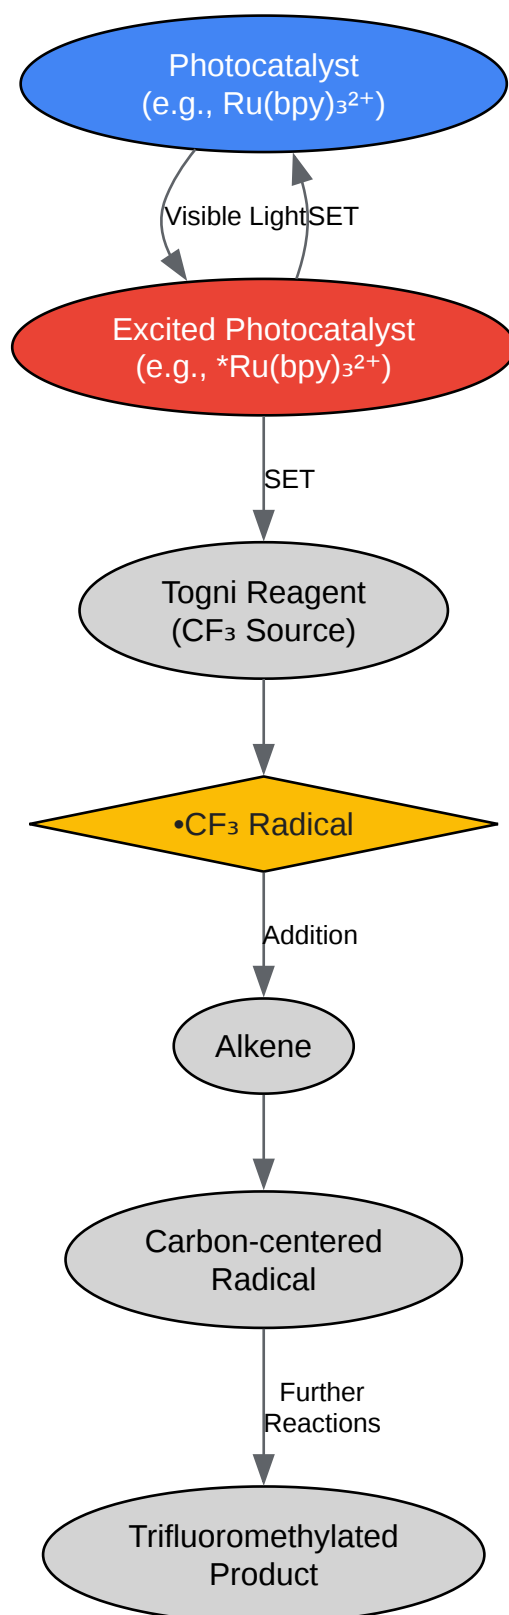 Photocatalyst
(e.g., Ru(bpy)₃²⁺)
Visible Light
SET
Excited Photocatalyst
(e.g., *Ru(bpy)₃²⁺)
SET
Togni Reagent
(CF₃ Source)
•CF₃ Radical
Addition
Alkene
Carbon-centered
Radical
Further
Reactions
Trifluoromethylated
Product